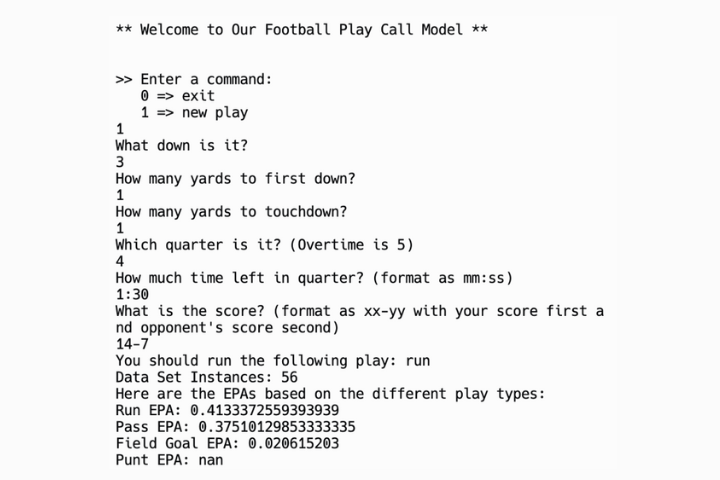 ** Welcome to Our Football Play Call Model **
>> Enter a command:
0 => exit
1 => new play
1
What down is it?
3
How many yards to first down?
1
How many yards to touchdown?
1
Which quarter is it? (Overtime is 5)
4
How much time left in quarter? (format as mm:ss)
1:30
What is the score? (format as xx-yy with your score first a
nd opponent's score second)
14-7
You should run the following play: run
Data Set Instances: 56
Here are the EPAs based on the different play types:
Run EPA: 0.4133372559393939
Pass EPA: 0.37510129853333335
Field Goal EPA: 0.020615203
Punt EPA: nan